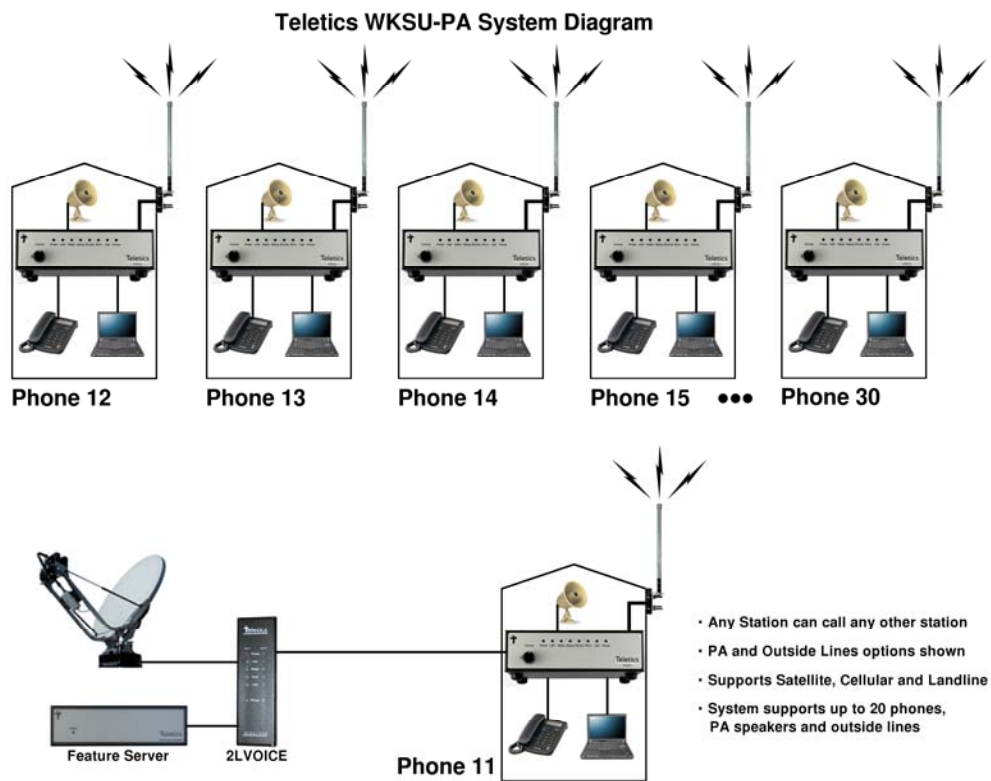 Teletics WKSU-PA System Diagram
Teletics
Teletics
Teletics
Teletics
Teletics
Phone 12
Phone 13
Phone 14
Phone 15 •••
Phone 30
Teletics
Teletics
Feature Server
2LVOICE
Phone 11
· Any Station can call any other station
· PA and Outside Lines options shown
· Supports Satellite, Cellular and Landline
· System supports up to 20 phones,
PA speakers and outside lines